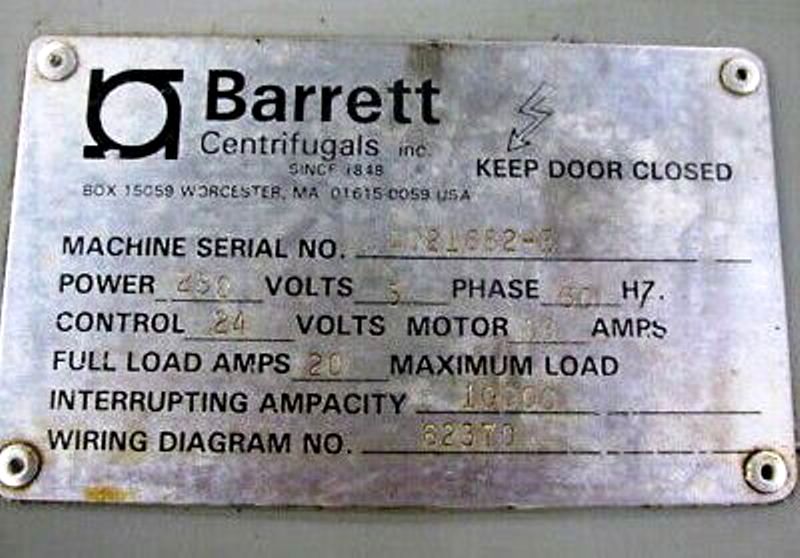 Barrett
Centrifugals inc.
SINCE 1848
KEEP DOOR CLOSED
BOX 15059 WORCESTER, MA 01615-0059 USA
MACHINE SERIAL NO.
POWER VOLTS PHASE HZ.
CONTROL 24 VOLTS MOTOR AMPS
FULL LOAD AMPS 20 MAXIMUM LOAD
INTERRUPTING AMPACITY
WIRING DIAGRAM NO. 62370